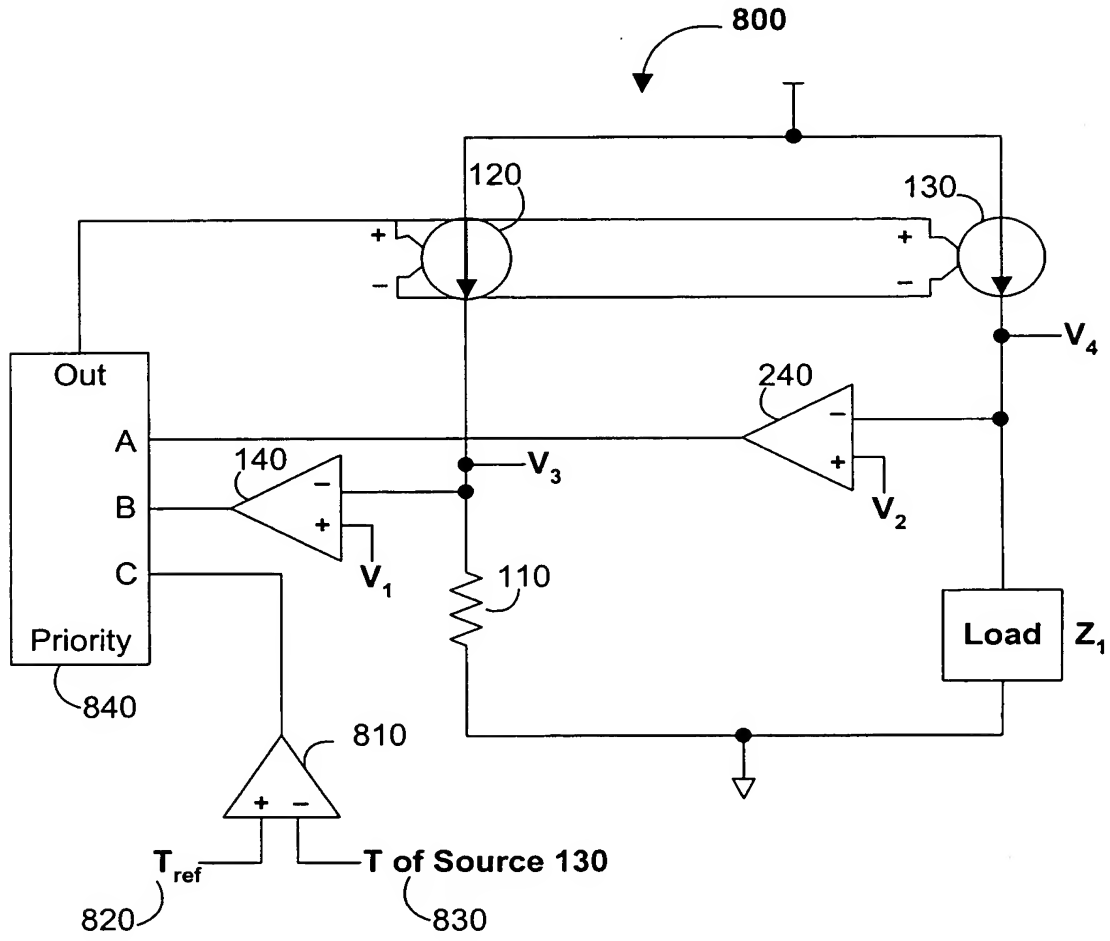 800
120
130
+
+
−
−
V4
Out
240
−
A
+
V3
140
V2
−
B
+
V1
C
110
Load
Z1
Priority
840
810
+ −
Tref
T of Source 130
820
830